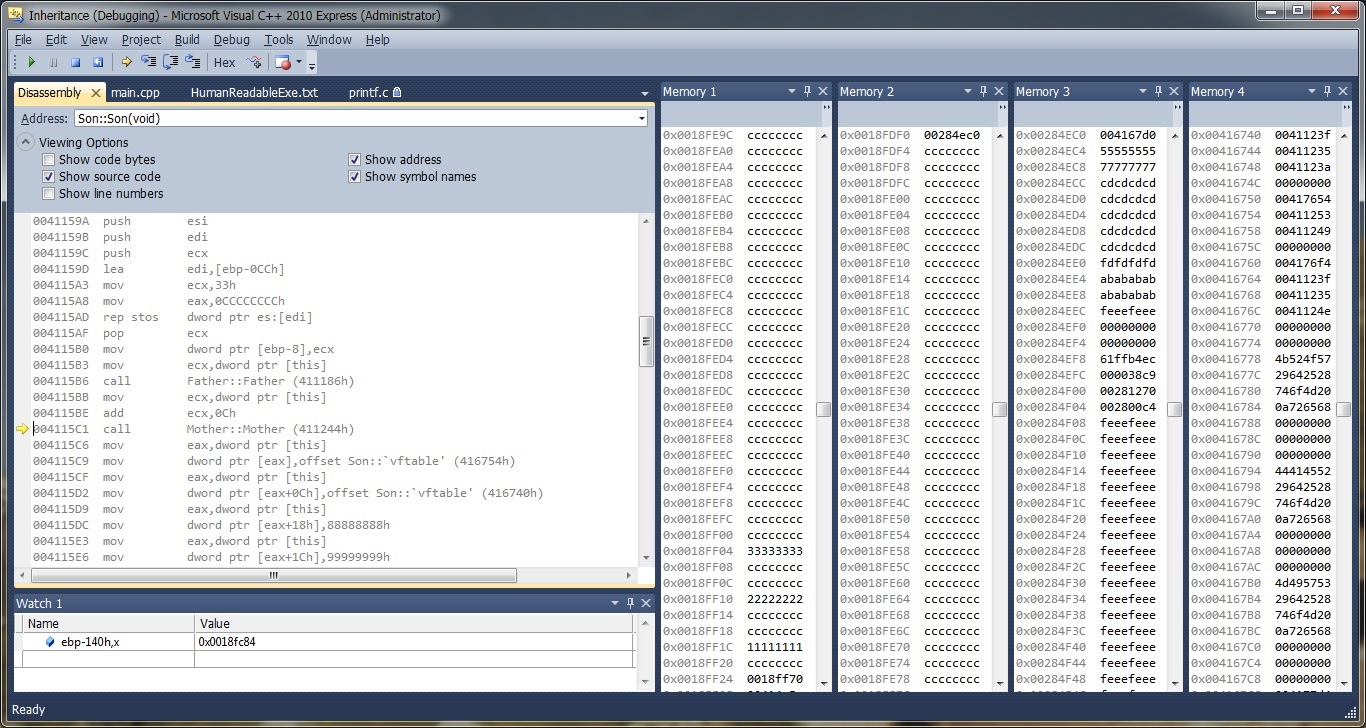 Inheritance (Debugging) - Microsoft Visual C++ 2010 Express (Administrator)
File Edit View Project Build Debug Tools Window Help
Hex
Disassembly main.cpp HumanReadableExe.txt printf.c
Address: Son::Son(void)
Viewing Options
Show code bytes Show address
Show source code Show symbol names
Show line numbers
0041159A push esi
0041159B push edi
0041159C push ecx
0041159D lea edi,[ebp-0CCh]
004115A3 mov ecx,33h
004115A8 mov eax,0CCCCCCCCh
004115AD rep stos dword ptr es:[edi]
004115AF pop ecx
004115B0 mov dword ptr [ebp-8],ecx
004115B3 mov ecx,dword ptr [this]
004115B6 call Father::Father (411186h)
004115BB mov ecx,dword ptr [this]
004115BE add ecx,0Ch
004115C1 call Mother::Mother (411244h)
004115C6 mov eax,dword ptr [this]
004115C9 mov dword ptr [eax],offset Son::`vftable' (416754h)
004115CF mov eax,dword ptr [this]
004115D2 mov dword ptr [eax+0Ch],offset Son::`vftable' (416740h)
004115D9 mov eax,dword ptr [this]
004115DC mov dword ptr [eax+18h],88888888h
004115E3 mov eax,dword ptr [this]
004115E6 mov dword ptr [eax+1Ch],99999999h
Watch 1
Name Value
ebp-140h,x 0x0018fc84
Memory 1
0x0018FE9C cccccccc
0x0018FEA0 cccccccc
0x0018FEA4 cccccccc
0x0018FEA8 cccccccc
0x0018FEAC cccccccc
0x0018FEB0 cccccccc
0x0018FEB4 cccccccc
0x0018FEB8 cccccccc
0x0018FEBC cccccccc
0x0018FEC0 cccccccc
0x0018FEC4 cccccccc
0x0018FEC8 cccccccc
0x0018FECC cccccccc
0x0018FED0 cccccccc
0x0018FED4 cccccccc
0x0018FED8 cccccccc
0x0018FEDC cccccccc
0x0018FEE0 cccccccc
0x0018FEE4 cccccccc
0x0018FEE8 cccccccc
0x0018FEEC cccccccc
0x0018FEF0 cccccccc
0x0018FEF4 cccccccc
0x0018FEF8 cccccccc
0x0018FEFC cccccccc
0x0018FF00 cccccccc
0x0018FF04 33333333
0x0018FF08 cccccccc
0x0018FF0C cccccccc
0x0018FF10 22222222
0x0018FF14 cccccccc
0x0018FF18 cccccccc
0x0018FF1C 11111111
0x0018FF20 cccccccc
0x0018FF24 0018ff70
Memory 2
0x0018FDF0 00284ec0
0x0018FDF4 cccccccc
0x0018FDF8 cccccccc
0x0018FDFC cccccccc
0x0018FE00 cccccccc
0x0018FE04 cccccccc
0x0018FE08 cccccccc
0x0018FE0C cccccccc
0x0018FE10 cccccccc
0x0018FE14 cccccccc
0x0018FE18 cccccccc
0x0018FE1C cccccccc
0x0018FE20 cccccccc
0x0018FE24 cccccccc
0x0018FE28 cccccccc
0x0018FE2C cccccccc
0x0018FE30 cccccccc
0x0018FE34 cccccccc
0x0018FE38 cccccccc
0x0018FE3C cccccccc
0x0018FE40 cccccccc
0x0018FE44 cccccccc
0x0018FE48 cccccccc
0x0018FE4C cccccccc
0x0018FE50 cccccccc
0x0018FE54 cccccccc
0x0018FE58 cccccccc
0x0018FE5C cccccccc
0x0018FE60 cccccccc
0x0018FE64 cccccccc
0x0018FE68 cccccccc
0x0018FE6C cccccccc
0x0018FE70 cccccccc
0x0018FE74 cccccccc
0x0018FE78 cccccccc
Memory 3
0x00284EC0 004167d0
0x00284EC4 55555555
0x00284EC8 77777777
0x00284ECC cdcdcdcd
0x00284ED0 cdcdcdcd
0x00284ED4 cdcdcdcd
0x00284ED8 cdcdcdcd
0x00284EDC cdcdcdcd
0x00284EE0 fdfdfdfd
0x00284EE4 abababab
0x00284EE8 abababab
0x00284EEC feeefeee
0x00284EF0 00000000
0x00284EF4 00000000
0x00284EF8 61ffb4ec
0x00284EFC 000038c9
0x00284F00 00281270
0x00284F04 002800c4
0x00284F08 feeefeee
0x00284F0C feeefeee
0x00284F10 feeefeee
0x00284F14 feeefeee
0x00284F18 feeefeee
0x00284F1C feeefeee
0x00284F20 feeefeee
0x00284F24 feeefeee
0x00284F28 feeefeee
0x00284F2C feeefeee
0x00284F30 feeefeee
0x00284F34 feeefeee
0x00284F38 feeefeee
0x00284F3C feeefeee
0x00284F40 feeefeee
0x00284F44 feeefeee
0x00284F48 feeefeee
Memory 4
0x00416740 0041123f
0x00416744 00411235
0x00416748 0041123a
0x0041674C 00000000
0x00416750 00417654
0x00416754 00411253
0x00416758 00411249
0x0041675C 00000000
0x00416760 004176f4
0x00416764 0041123f
0x00416768 00411235
0x0041676C 0041124e
0x00416770 00000000
0x00416774 00000000
0x00416778 4b524f57
0x0041677C 29642528
0x00416780 746f4d20
0x00416784 0a726568
0x00416788 00000000
0x0041678C 00000000
0x00416790 00000000
0x00416794 44414552
0x00416798 29642528
0x0041679C 746f4d20
0x004167A0 0a726568
0x004167A4 00000000
0x004167A8 00000000
0x004167AC 00000000
0x004167B0 4d495753
0x004167B4 29642528
0x004167B8 746f4d20
0x004167BC 0a726568
0x004167C0 00000000
0x004167C4 00000000
0x004167C8 00000000
Ready